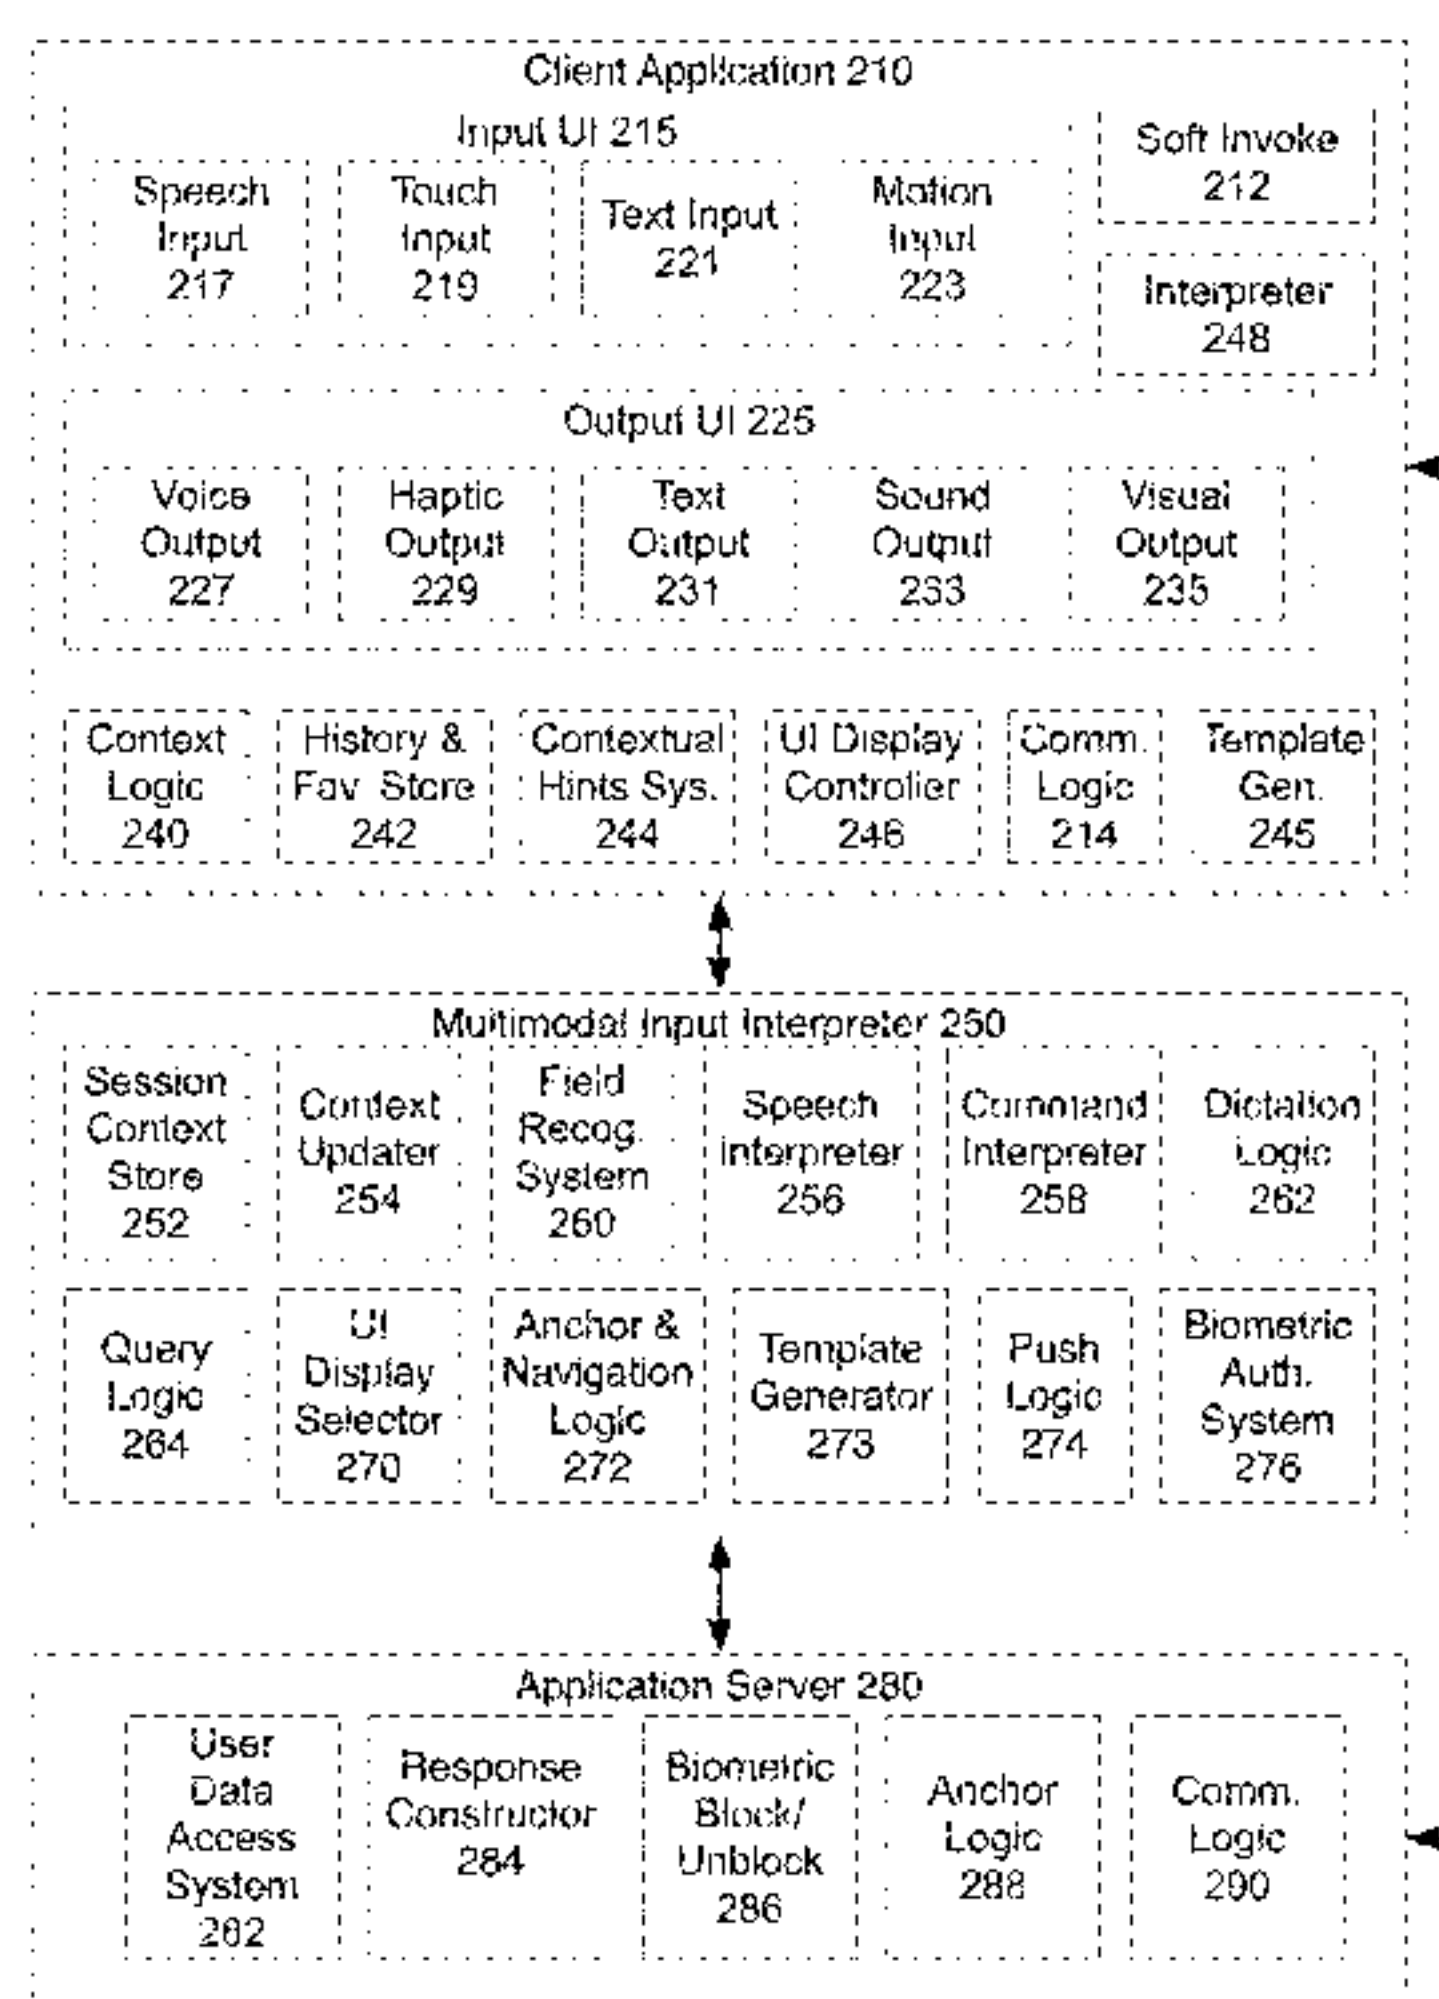 Client Application 210
Input UI 215
Speech
Input
217
Touch
Input
219
Text Input
221
Motion
Input
223
Soft Invoke
212
Interpreter
248
Output UI 225
Voice
Output
227
Haptic
Output
229
Text
Output
231
Sound
Output
233
Visual
Output
235
Context
Logic
240
History &
Fav. Store
242
Contextual
Hints Sys.
244
UI Display
Controller
246
Comm.
Logic
214
Template
Gen.
245
Multimodal Input Interpreter 250
Session
Context
Store
252
Context
Updater
254
Field
Recog.
System
260
Speech
Interpreter
256
Command
Interpreter
258
Dictation
Logic
262
Query
Logic
264
UI
Display
Selector
270
Anchor &
Navigation
Logic
272
Template
Generator
273
Push
Logic
274
Biometric
Auth.
System
276
Application Server 280
User
Data
Access
System
282
Response
Constructor
284
Biometric
Block/
Unblock
286
Anchor
Logic
288
Comm.
Logic
290